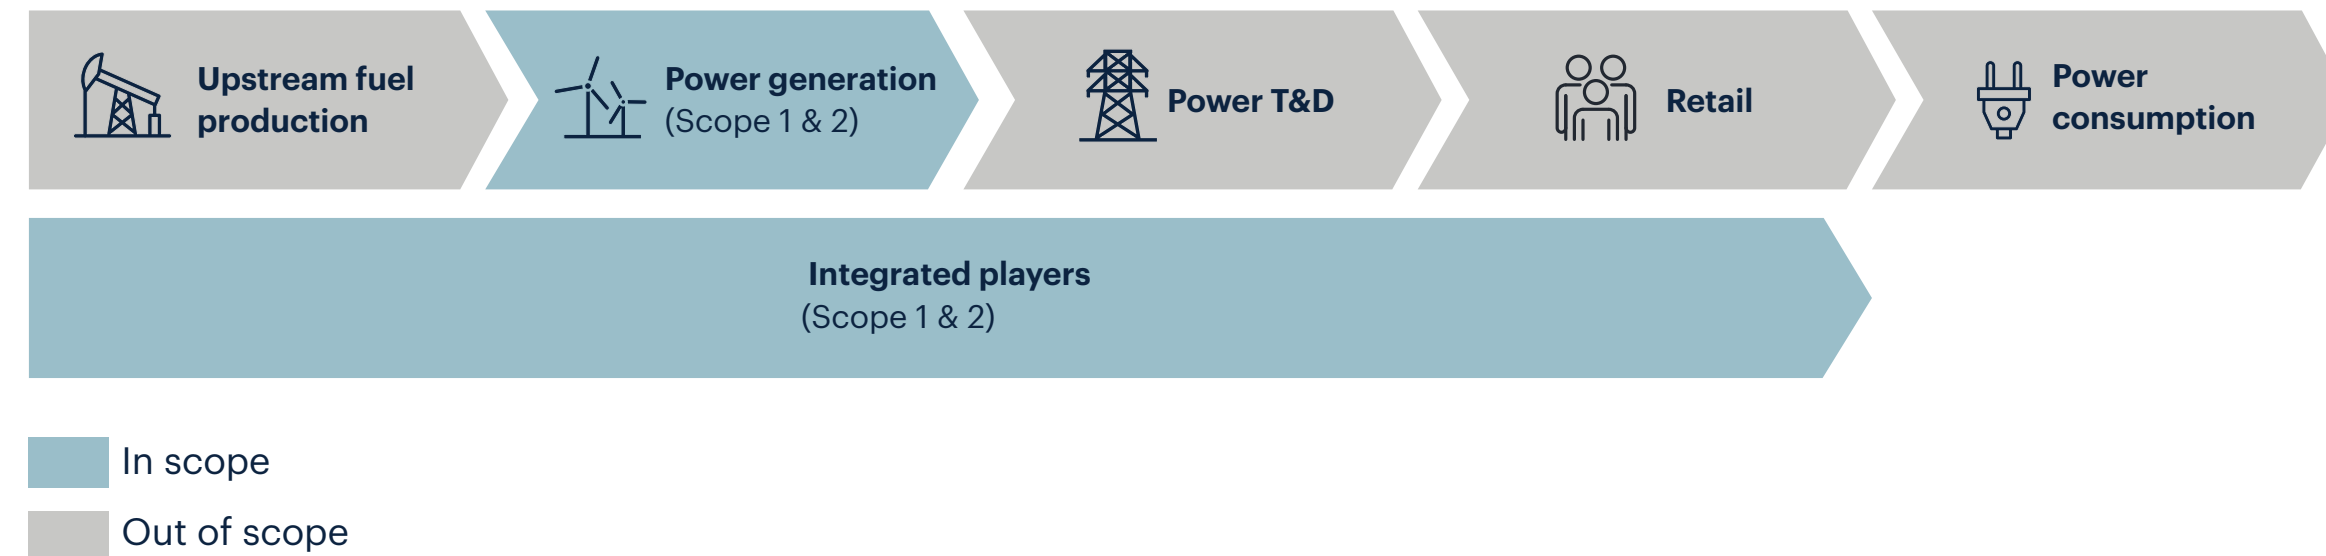 Upstream fuel
production
Power generation
(Scope 1 & 2)
Power T&D
Retail
Power
consumption
Integrated players
(Scope 1 & 2)
In scope
Out of scope